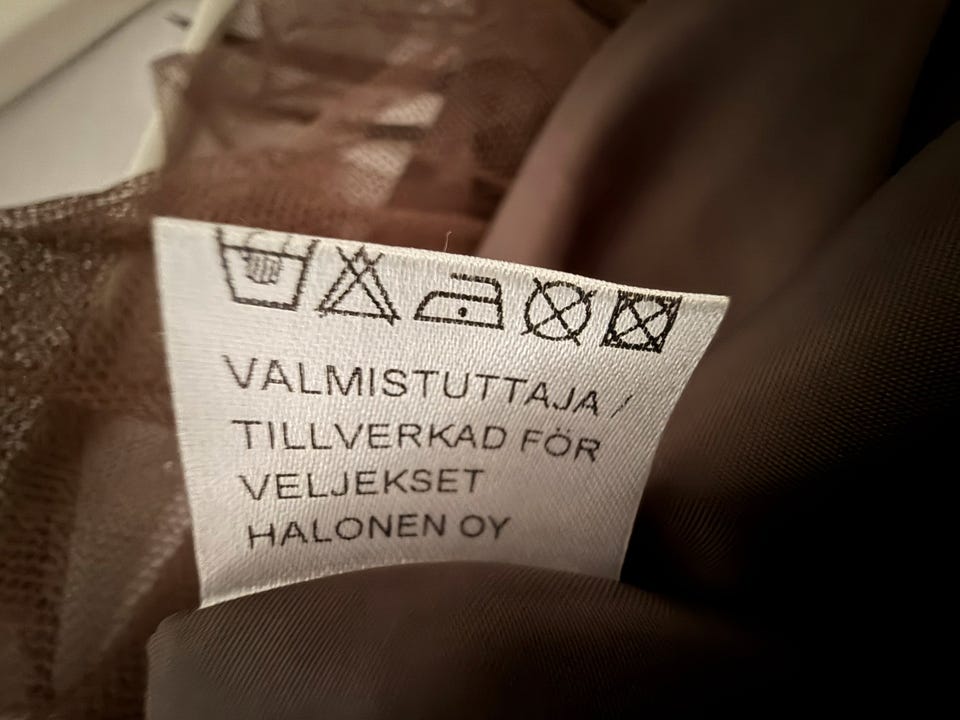 VALMISTUTTAJA /
TILLVERKAD FÖR
VELJEKSET
HALONEN OY